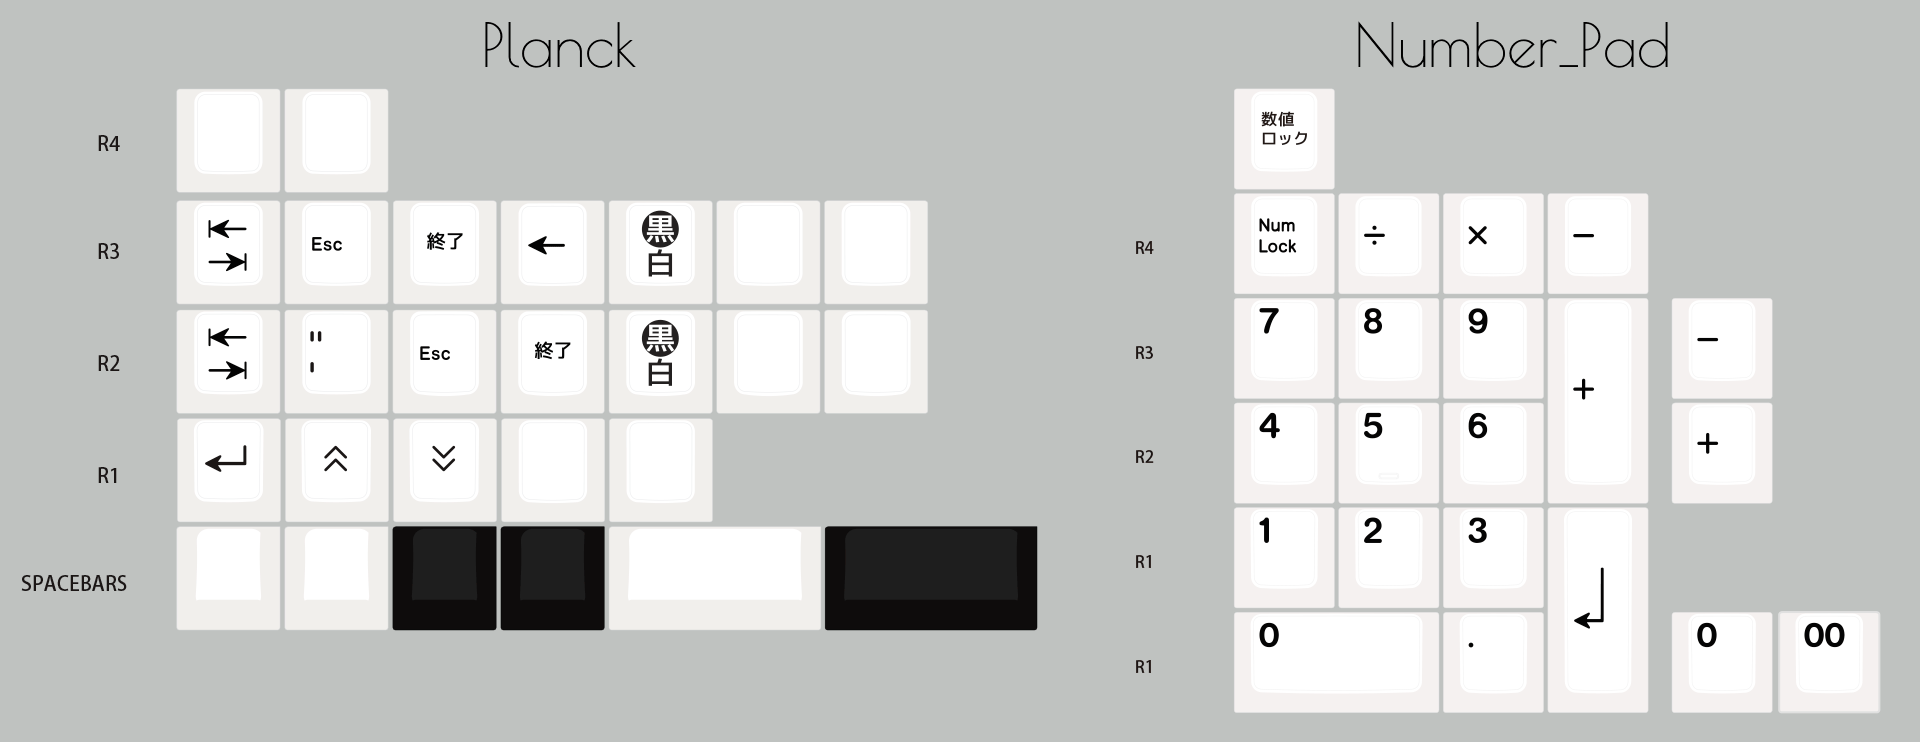 Planck
R4
R3
Esc
終了
←
黒
白
R2
"
'
Esc
終了
黒
白
R1
SPACEBARS
Number_Pad
数値
ロック
R4
Num
Lock
÷
×
−
R3
7
8
9
+
−
R2
4
5
6
+
R1
1
2
3
R1
0
.
0
00